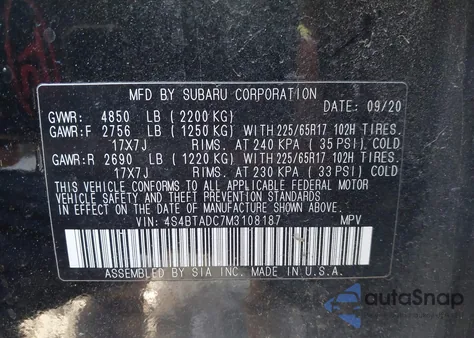 MFD BY SUBARU CORPORATION
DATE: 09/20
GVWR: 4850 LB (2200 KG)
GAWR:F 2756 LB (1250 KG) WITH 225/65R17 102H TIRES.
17X7J RIMS. AT 240 KPA (35 PSI) COLD
GAWR:R 2690 LB (1220 KG) WITH 225/65R17 102H TIRES.
17X7J RIMS. AT 230 KPA (33 PSI) COLD
THIS VEHICLE CONFORMS TO ALL APPLICABLE FEDERAL MOTOR
VEHICLE SAFETY AND THEFT PREVENTION STANDARDS
IN EFFECT ON THE DATE OF MANUFACTURE SHOWN ABOVE.
VIN: 4S4BTADC7M3108187 MPV
ASSEMBLED BY SIA INC. MADE IN U.S.A.
autoSnap